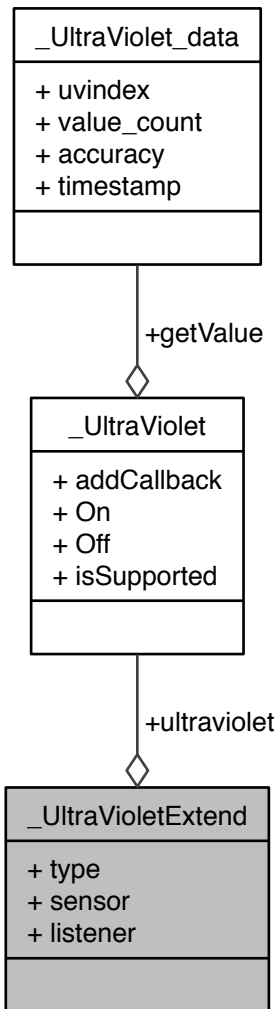 _UltraViolet_data
+ uvindex
+ value_count
+ accuracy
+ timestamp
+getValue
_UltraViolet
+ addCallback
+ On
+ Off
+ isSupported
+ultraviolet
_UltraVioletExtend
+ type
+ sensor
+ listener